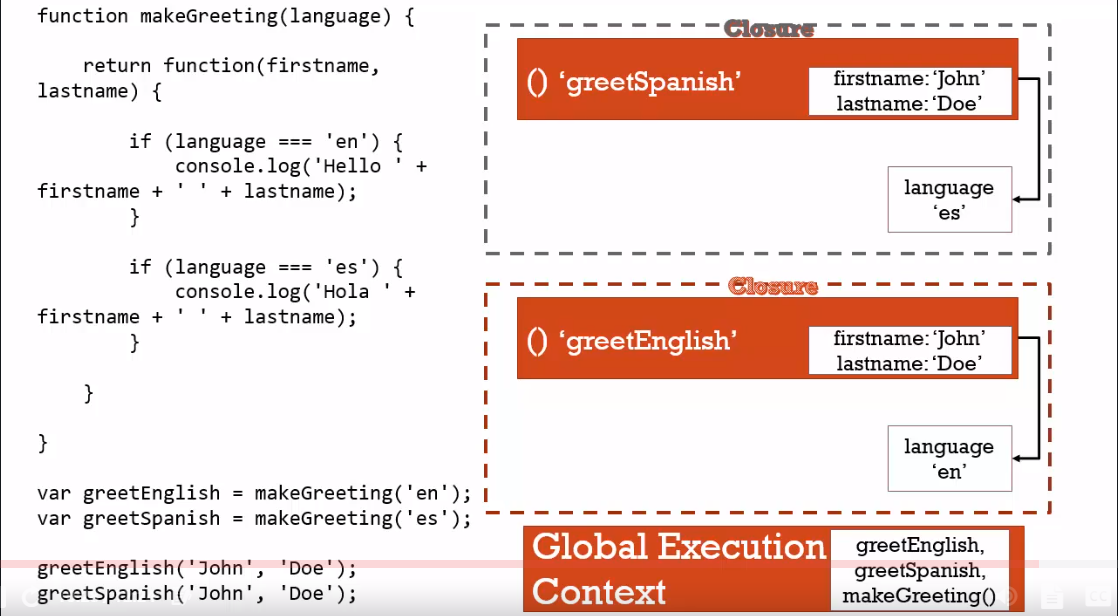 function makeGreeting(language) {
return function(firstname,
lastname) {
if (language === 'en') {
console.log('Hello ' +
firstname + ' ' + lastname);
}
if (language === 'es') {
console.log('Hola ' +
firstname + ' ' + lastname);
}
}
}
var greetEnglish = makeGreeting('en');
var greetSpanish = makeGreeting('es');
greetEnglish('John', 'Doe');
greetSpanish('John', 'Doe');
Closure
() ‘greetSpanish’
firstname: ‘John’
lastname: ‘Doe’
language
‘es’
Closure
() ‘greetEnglish’
firstname: ‘John’
lastname: ‘Doe’
language
‘en’
Global Execution
Context
greetEnglish,
greetSpanish,
makeGreeting()
CC